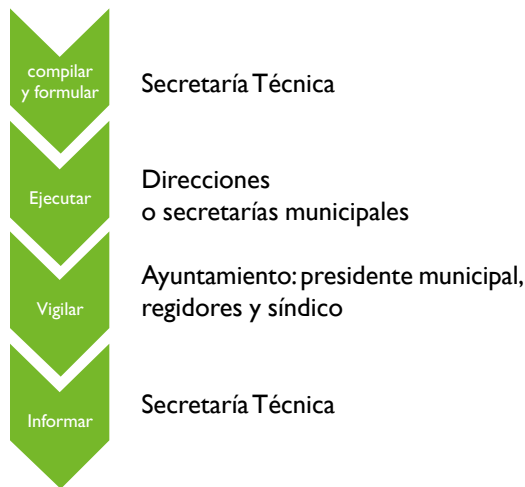 compilar
y formular
Secretaría Técnica
Ejecutar
Direcciones
o secretarías municipales
Vigilar
Ayuntamiento: presidente municipal,
regidores y síndico
Informar
Secretaría Técnica